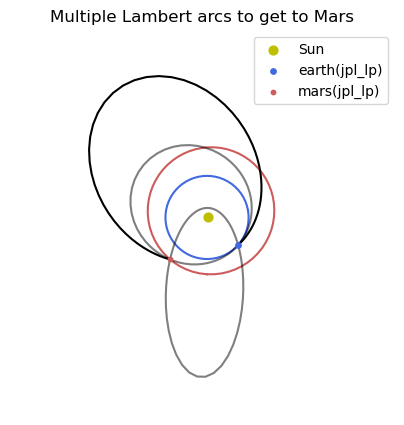 Multiple Lambert arcs to get to Mars
Sun
earth(jpl_lp)
mars(jpl_lp)